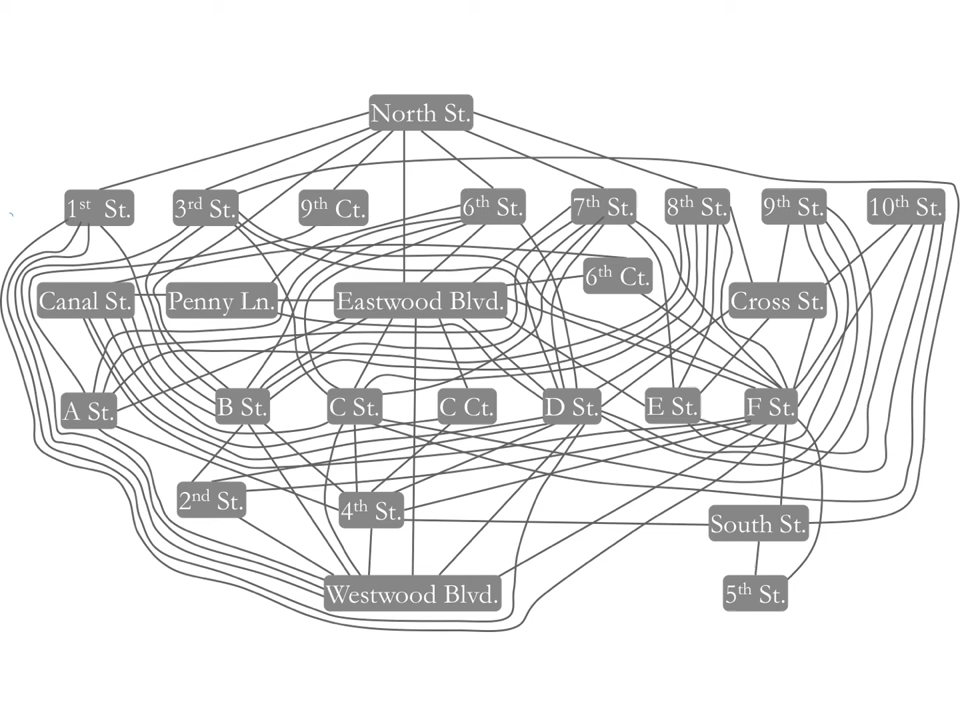 North St.
1st St.
3rd St.
9th Ct.
6th St.
7th St.
8th St.
9th St.
10th St.
6th Ct.
Canal St.
Penny Ln.
Eastwood Blvd.
Cross St.
A St.
B St.
C St.
C Ct.
D St.
E St.
F St.
2nd St.
4th St.
South St.
Westwood Blvd.
5th St.